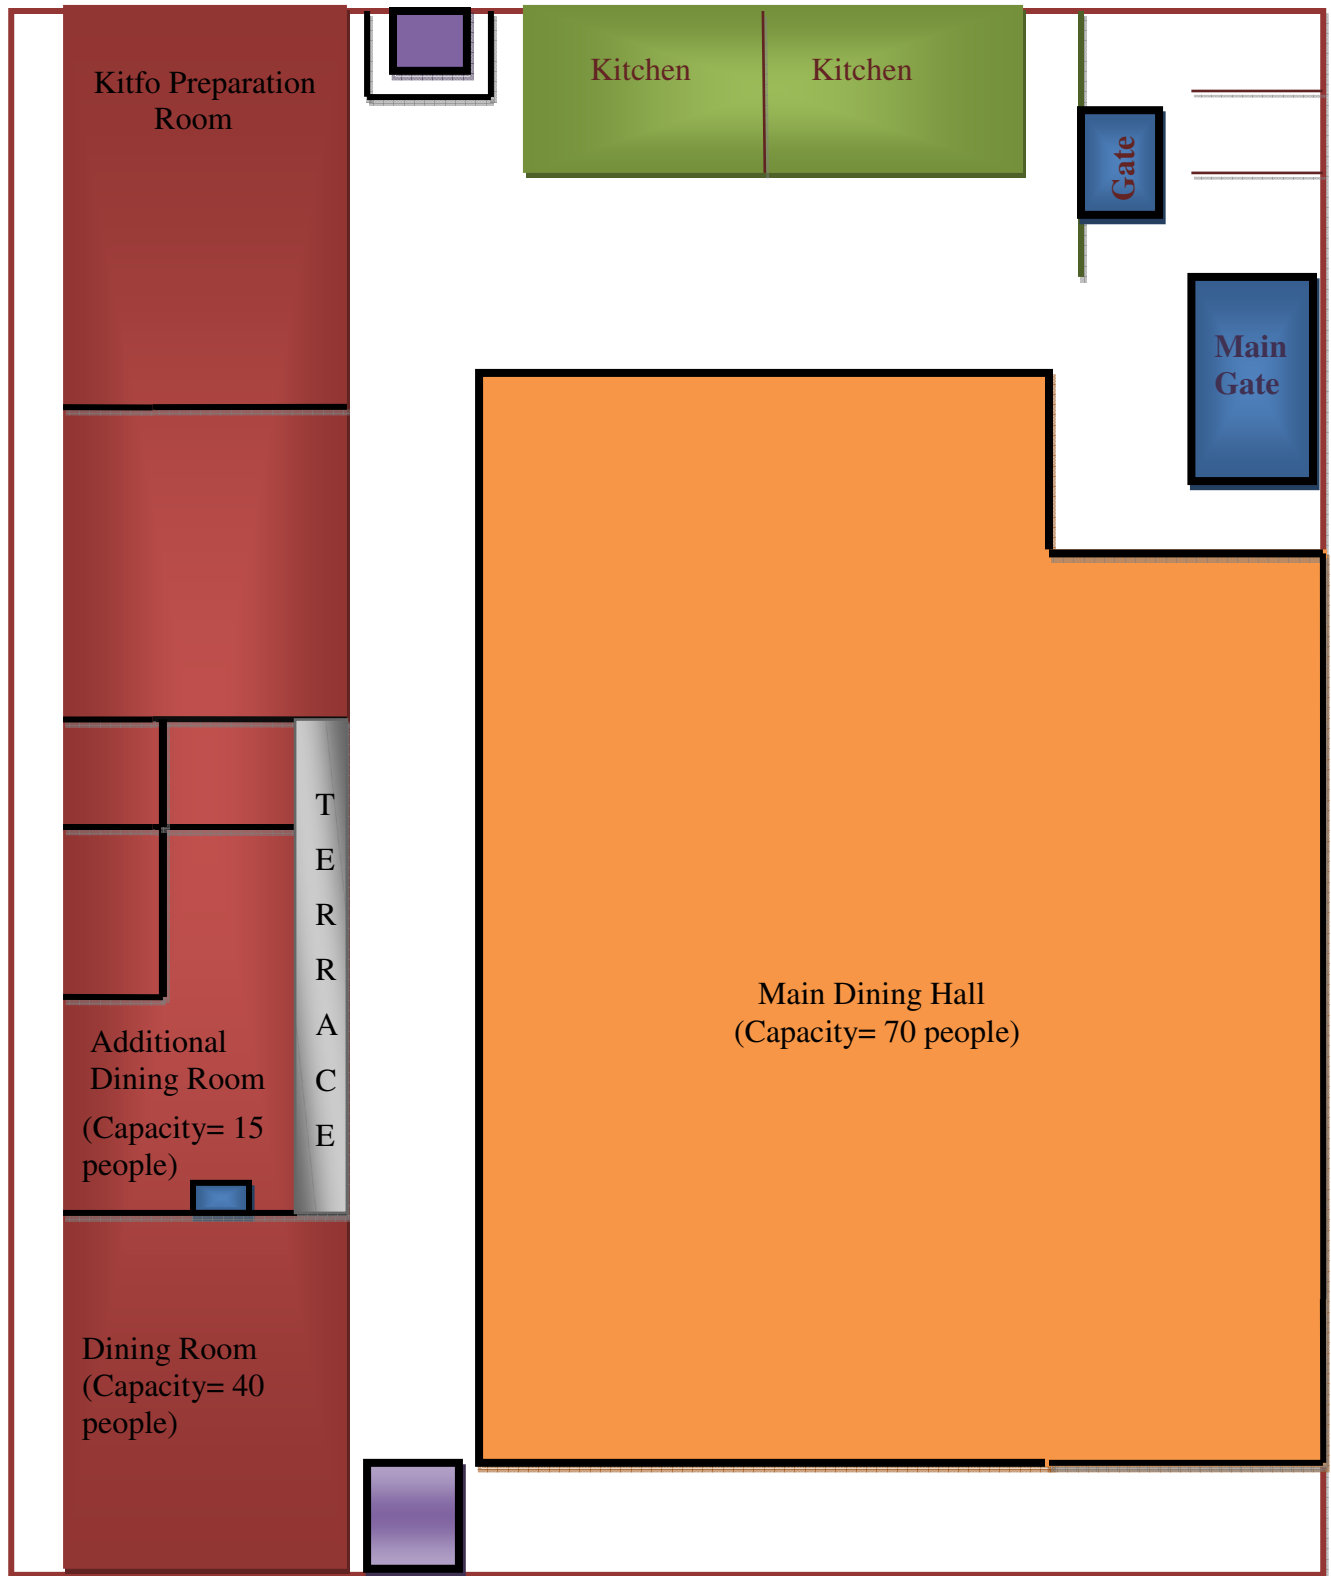 Kitfo Preparation
Room
Kitchen
Kitchen
Gate
Main
Gate
T
E
R
R
A
C
E
Main Dining Hall
(Capacity= 70 people)
Additional
Dining Room
(Capacity= 15
people)
Dining Room
(Capacity= 40
people)